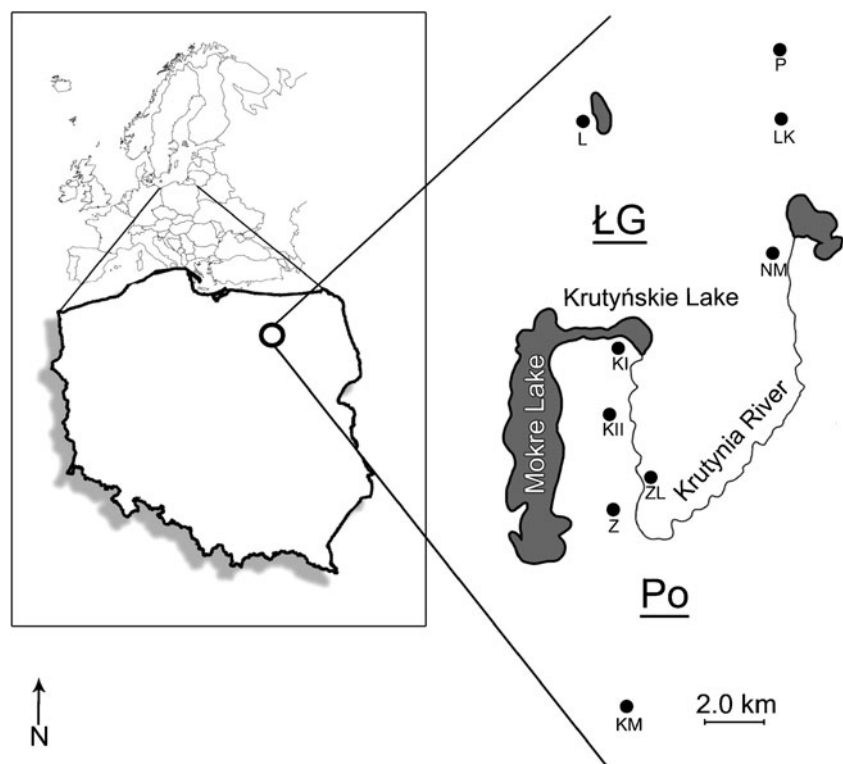 P
L
LK
ŁG
NM
Krutyńskie Lake
KI
Mokre Lake
KII
Krutynia River
ZL
Z
Po
2.0 km
KM
N